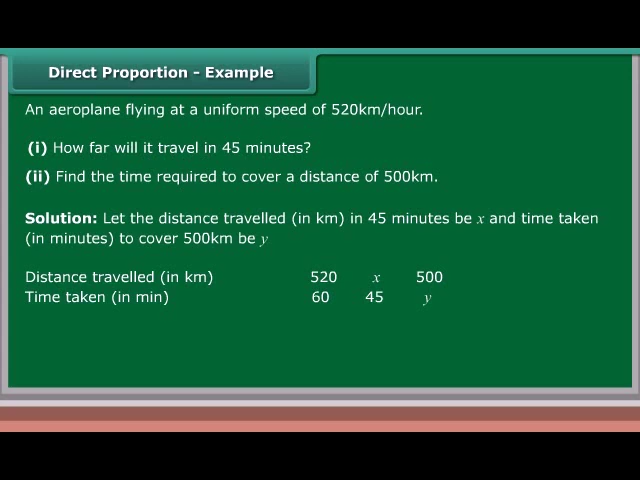 Direct Proportion - Example
An aeroplane flying at a uniform speed of 520km/hour.
(i) How far will it travel in 45 minutes?
(ii) Find the time required to cover a distance of 500km.
Solution: Let the distance travelled (in km) in 45 minutes be x and time taken
(in minutes) to cover 500km be y
Distance travelled (in km) 520 x 500
Time taken (in min) 60 45 y